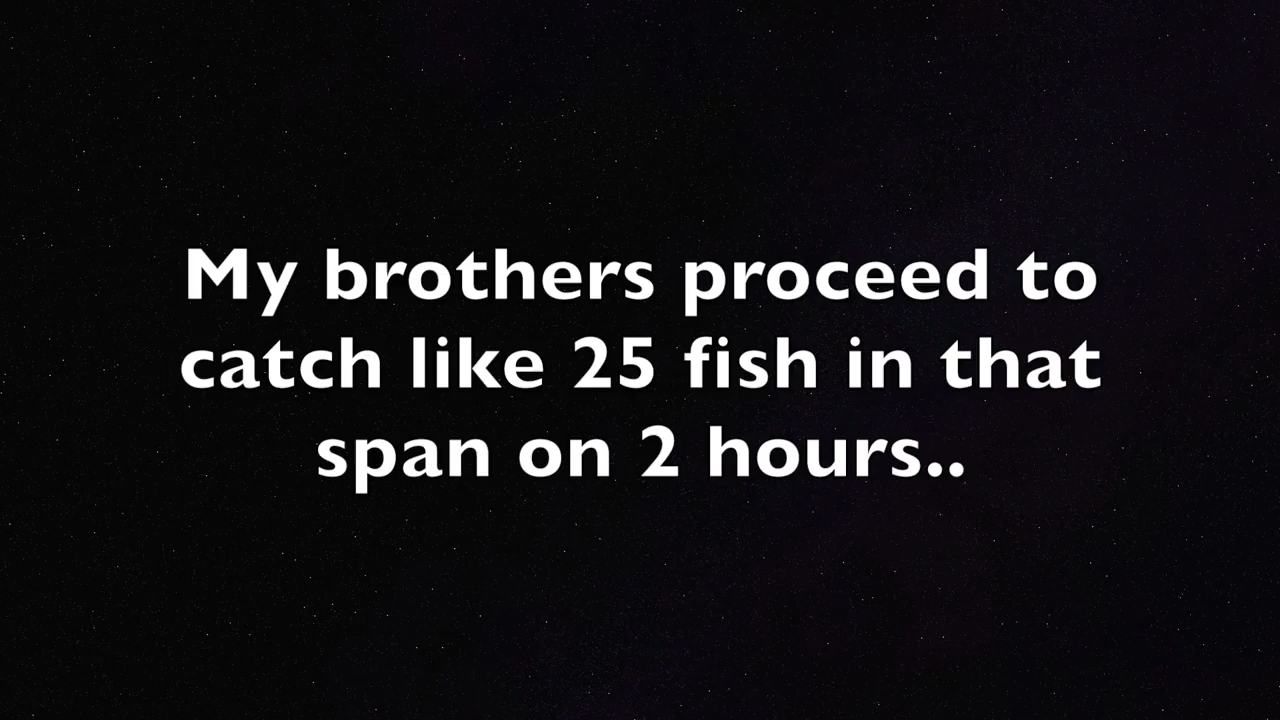 My brothers proceed to
catch like 25 fish in that
span on 2 hours..